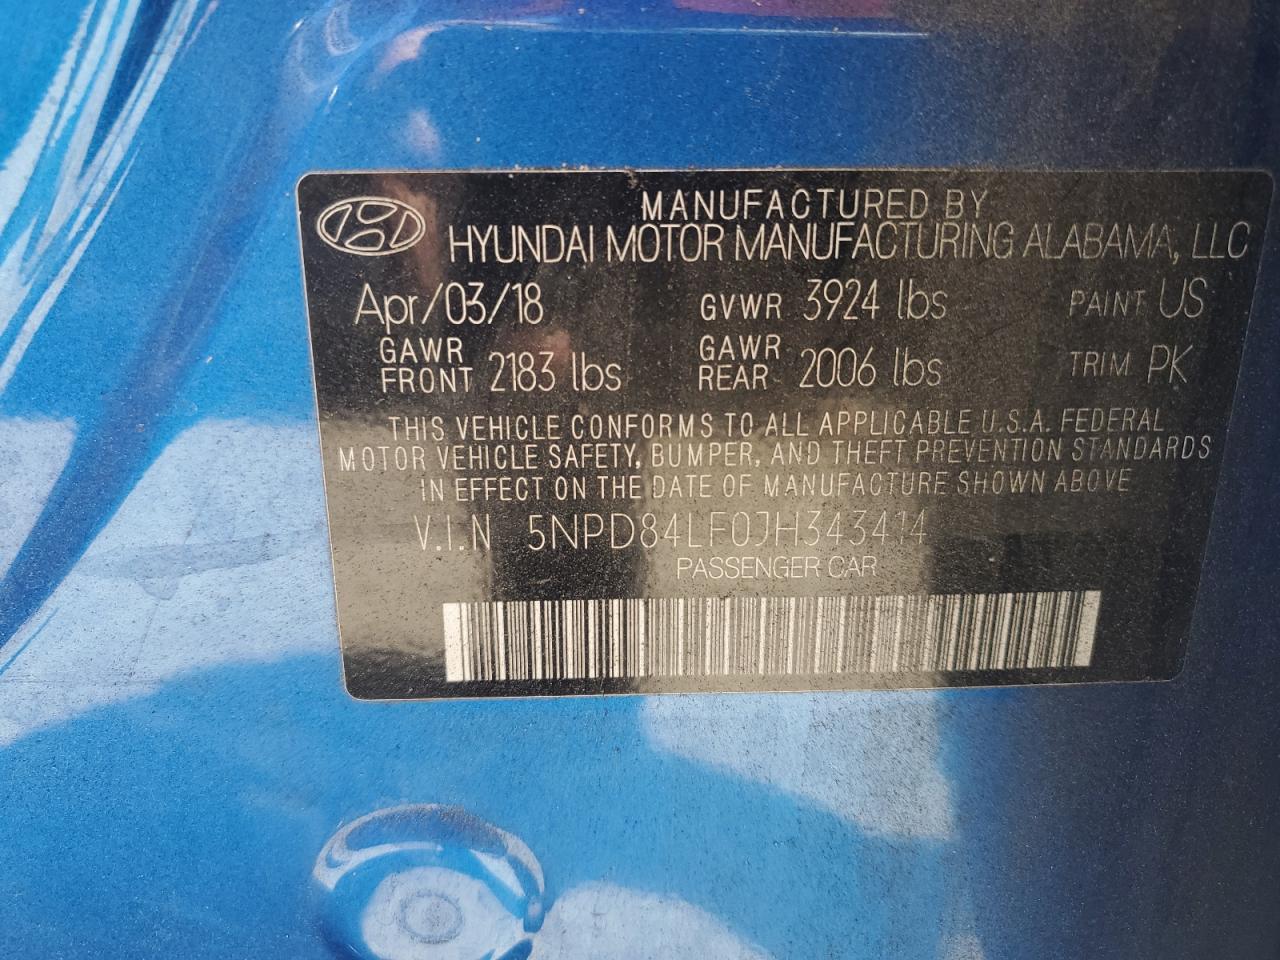 MANUFACTURED BY
HYUNDAI MOTOR MANUFACTURING ALABAMA, LLC
Apr/03/18 GVWR 3924 lbs PAINT US
GAWR FRONT 2183 lbs GAWR REAR 2006 lbs TRIM PK
THIS VEHICLE CONFORMS TO ALL APPLICABLE U.S.A. FEDERAL
MOTOR VEHICLE SAFETY, BUMPER, AND THEFT PREVENTION STANDARDS
IN EFFECT ON THE DATE OF MANUFACTURE SHOWN ABOVE
V.I.N 5NPD84LF0JH343414
PASSENGER CAR